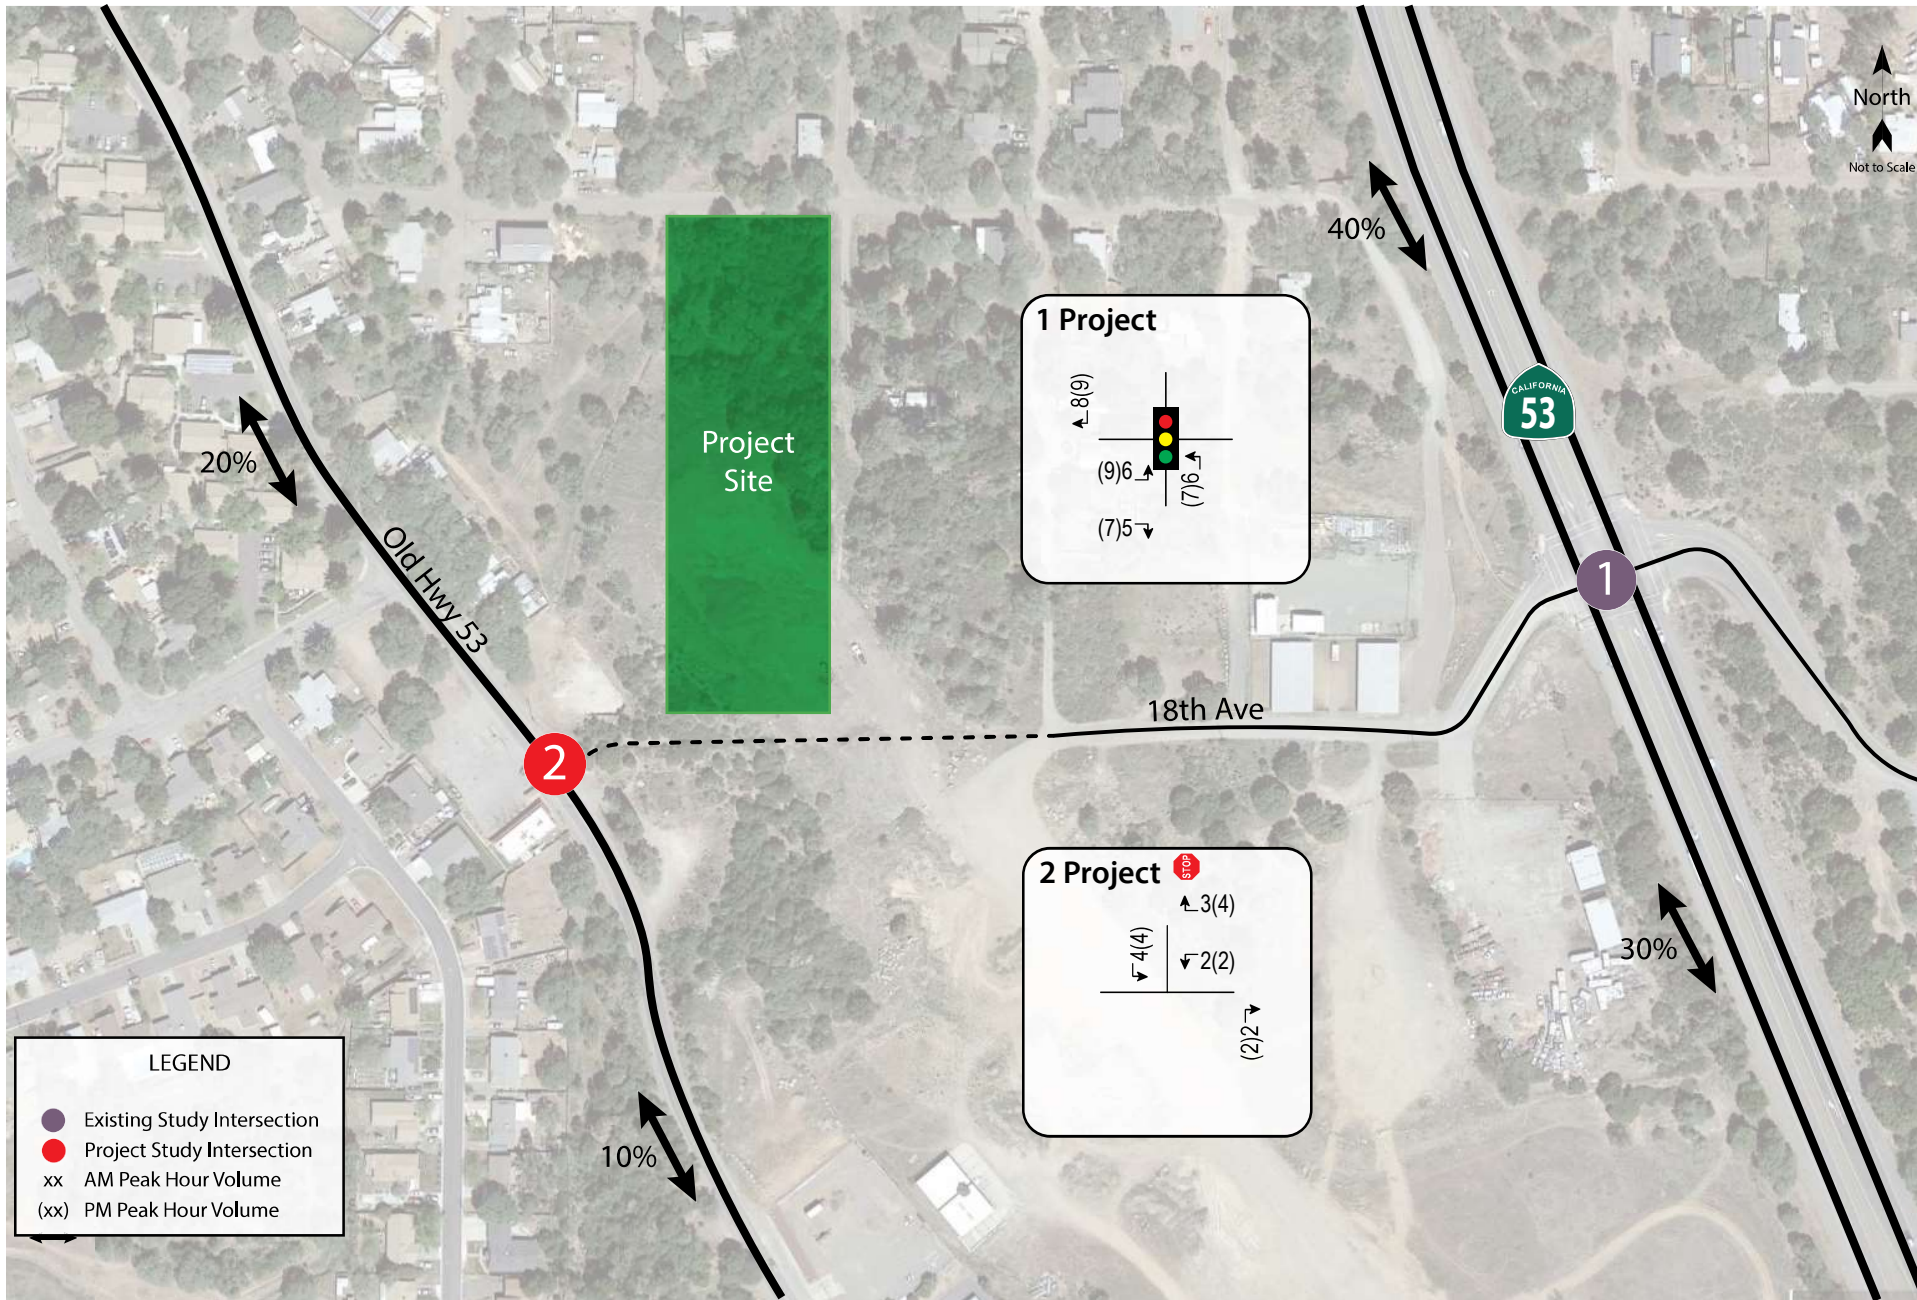 North
Not to Scale
40%
1 Project
8(9)
(9)6
(7)6
(7)5
CALIFORNIA
53
20%
Project
Site
Old Hwy 53
1
18th Ave
2
2 Project
STOP
3(4)
4(4)
2(2)
(2)2
30%
10%
LEGEND
Existing Study Intersection
Project Study Intersection
xx AM Peak Hour Volume
(xx) PM Peak Hour Volume